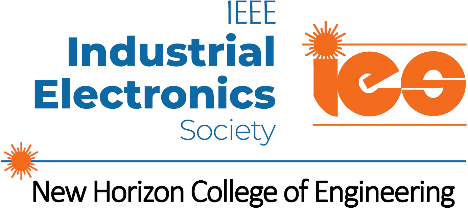 IEEE
Industrial
Electronics
Society
ies
New Horizon College of Engineering